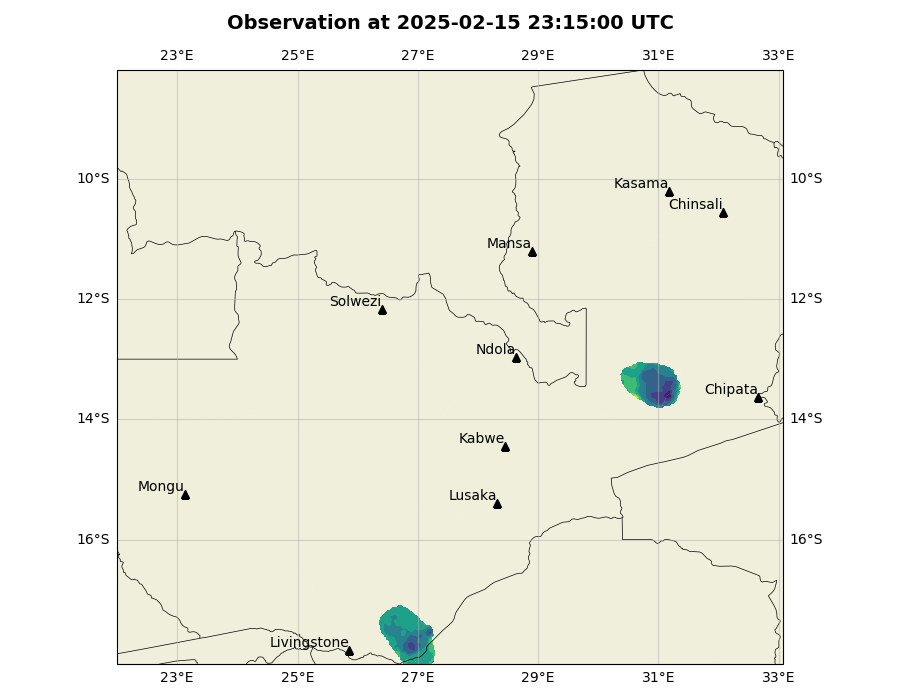 Observation at 2025-02-15 23:15:00 UTC
23°E 25°E 27°E 29°E 31°E 33°E
10°S 10°S
Kasama
Chinsali
Mansa
12°S 12°S
Solwezi
Ndola
Chipata
14°S 14°S
Kabwe
Mongu
Lusaka
16°S 16°S
Livingstone
23°E 25°E 27°E 29°E 31°E 33°E